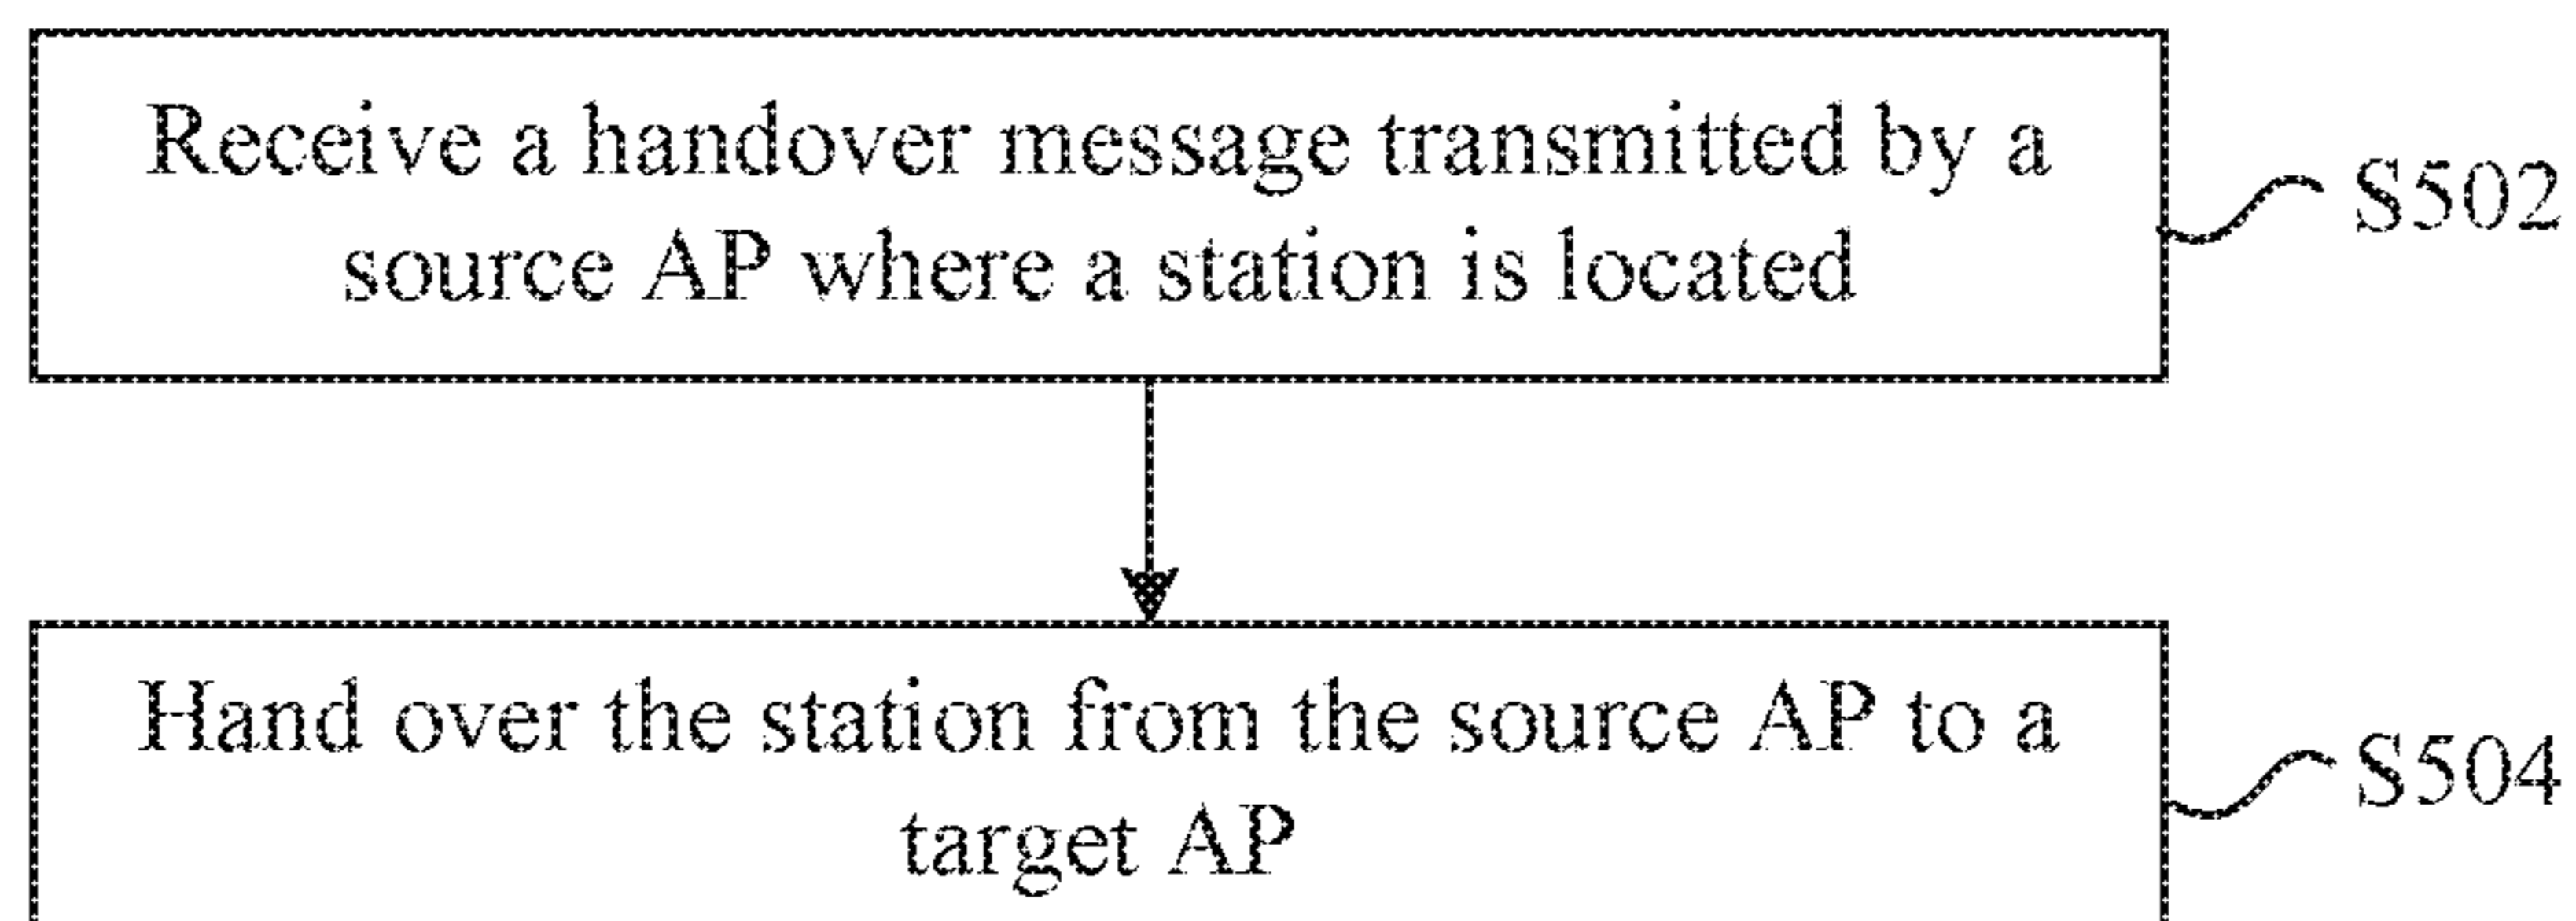 Receive a handover message transmitted by a
source AP where a station is located
S502
Hand over the station from the source AP to a
target AP
S504